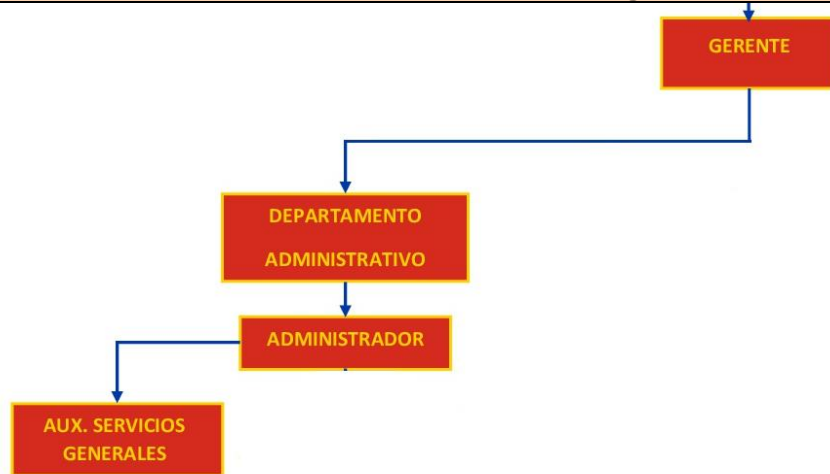 GERENTE
DEPARTAMENTO
ADMINISTRATIVO
ADMINISTRADOR
AUX. SERVICIOS
GENERALES